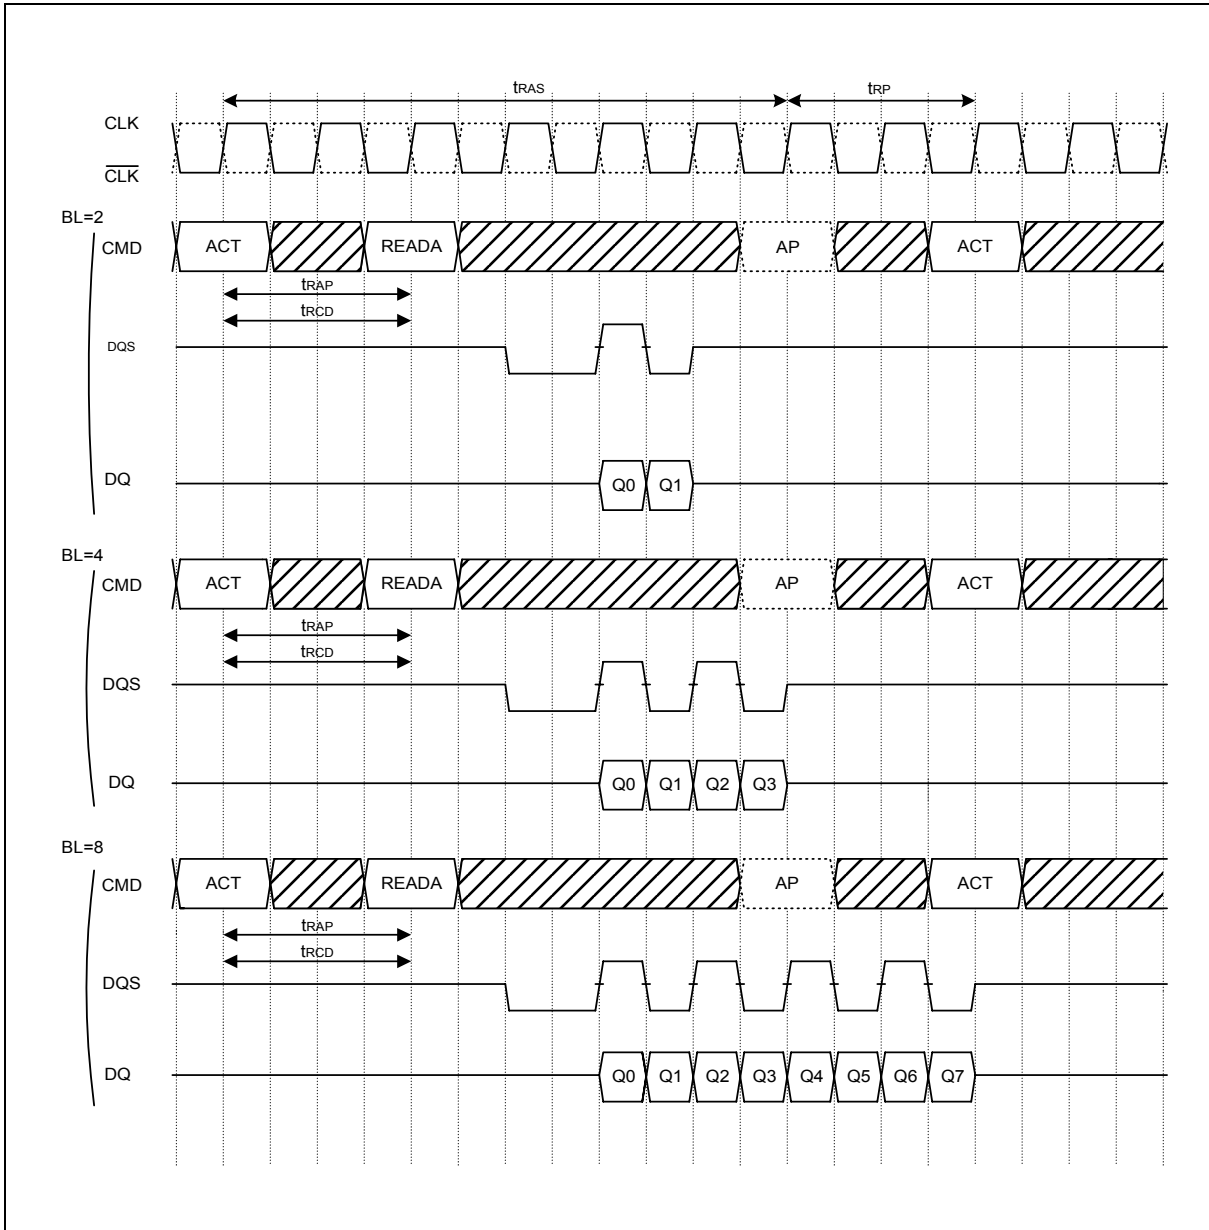 tRAS tRP
CLK
CLK
BL=2
CMD ACT READA AP ACT
tRAP
tRCD
DQS
DQ Q0 Q1
BL=4
CMD ACT READA AP ACT
tRAP
tRCD
DQS
DQ Q0 Q1 Q2 Q3
BL=8
CMD ACT READA AP ACT
tRAP
tRCD
DQS
DQ Q0 Q1 Q2 Q3 Q4 Q5 Q6 Q7